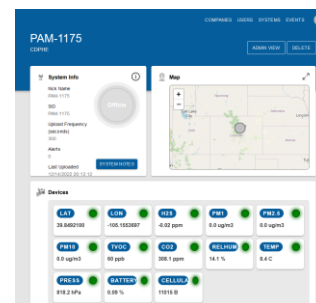 COMPANIES USERS SYSTEMS EVENTS
PAM-1175
CDPHE
ADMIN VIEW DELETE
System Info
Nick Name
PAM-1175
SID
PAM-1175
Upload Frequency
(seconds)
300
Alerts
0
Last Uploaded
SYSTEM NOTES
Offline
Map
+
−
Devices
LAT
39.8492100
LON
-105.1553697
H2S
-0.02 ppm
PM1
0.0 ug/m3
PM2.5
0.0 ug/m3
PM10
0.0 ug/m3
TVOC
60 ppb
CO2
308.1 ppm
RELHUM
14.1 %
TEMP
8.4 C
PRESS
818.2 hPa
BATTERY
0.09 %
CELLULA
11015 B